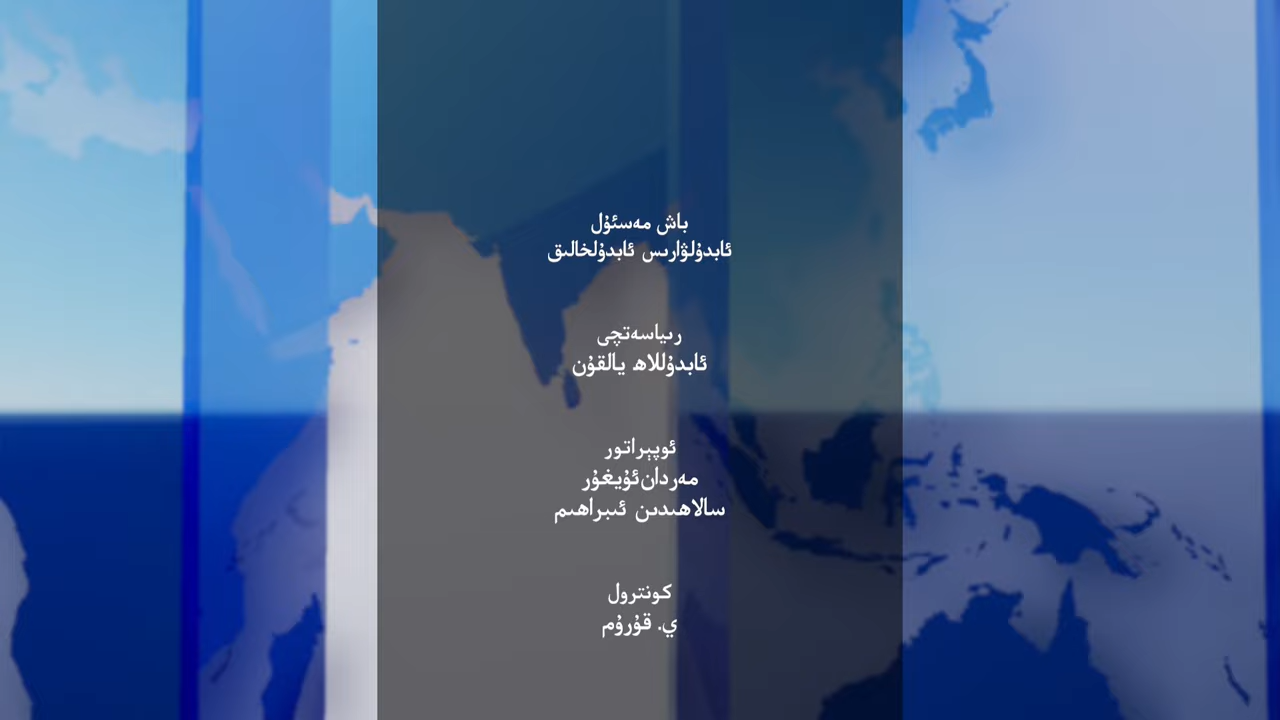 باش مەسئۇل
ئابدۇلۋارىس ئابدۇلخالىق
رىياسەتچى
ئابدۇللاھ يالقۇن
ئوپېراتور
مەردان ئۇيغۇر
سالاھىدىن ئىبراھىم
كونترول
ي. قۇرۇم